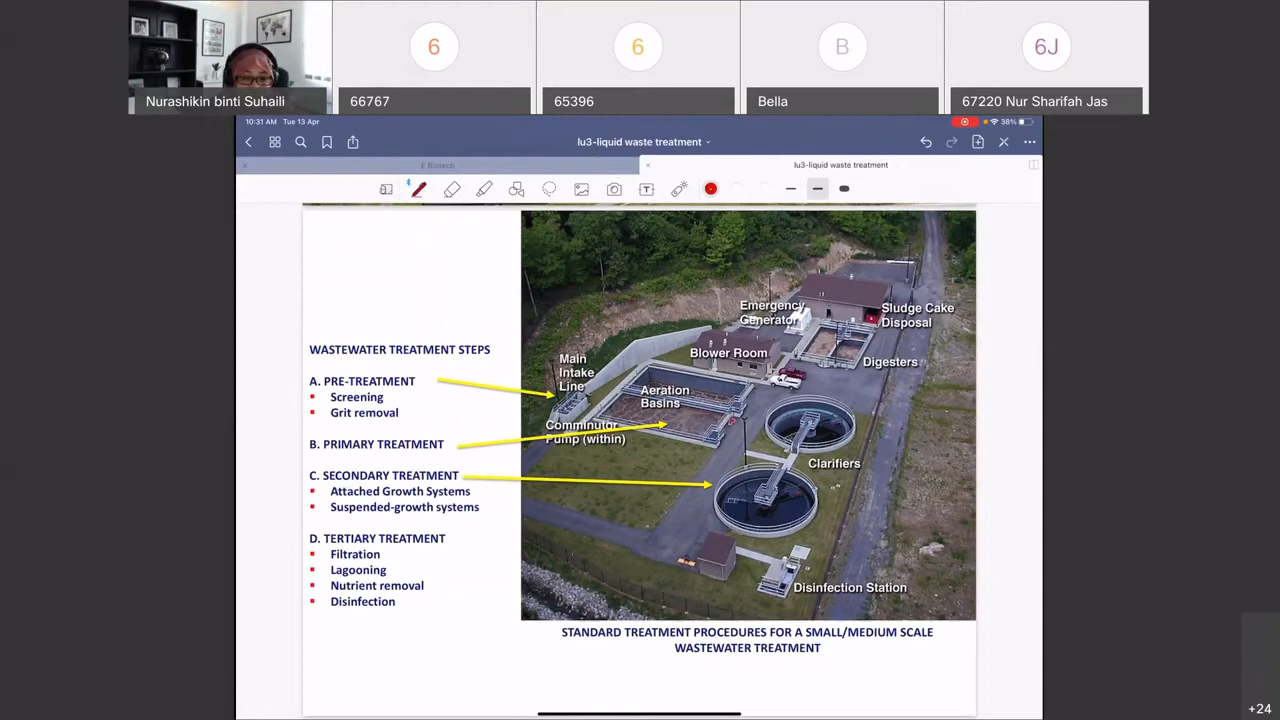 6
6
B
6J
Nurashikin binti Suhaili
66767
65396
Bella
67220 Nur Sharifah Jas
10:31 AM Tue 13 Apr
38%
lu3-liquid waste treatment
E Biotech
lu3-liquid waste treatment
WASTEWATER TREATMENT STEPS
A. PRE-TREATMENT
Screening
Grit removal
B. PRIMARY TREATMENT
C. SECONDARY TREATMENT
Attached Growth Systems
Suspended-growth systems
D. TERTIARY TREATMENT
Filtration
Lagooning
Nutrient removal
Disinfection
Emergency
Generator
Sludge Cake
Disposal
Blower Room
Digesters
Main
Intake
Line
Aeration
Basins
Comminutor
Pump (within)
Clarifiers
Disinfection Station
STANDARD TREATMENT PROCEDURES FOR A SMALL/MEDIUM SCALE
WASTEWATER TREATMENT
+24